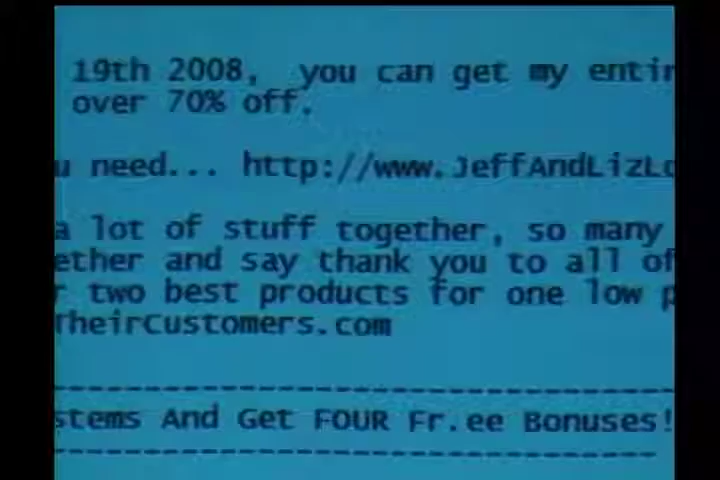 19th 2008, you can get my entir
over 70% off.
u need... http://www.JeffAndLizLo
a lot of stuff together, so many
ether and say thank you to all of
r two best products for one low p
TheirCustomers.com
stems And Get FOUR Fr.ee Bonuses!